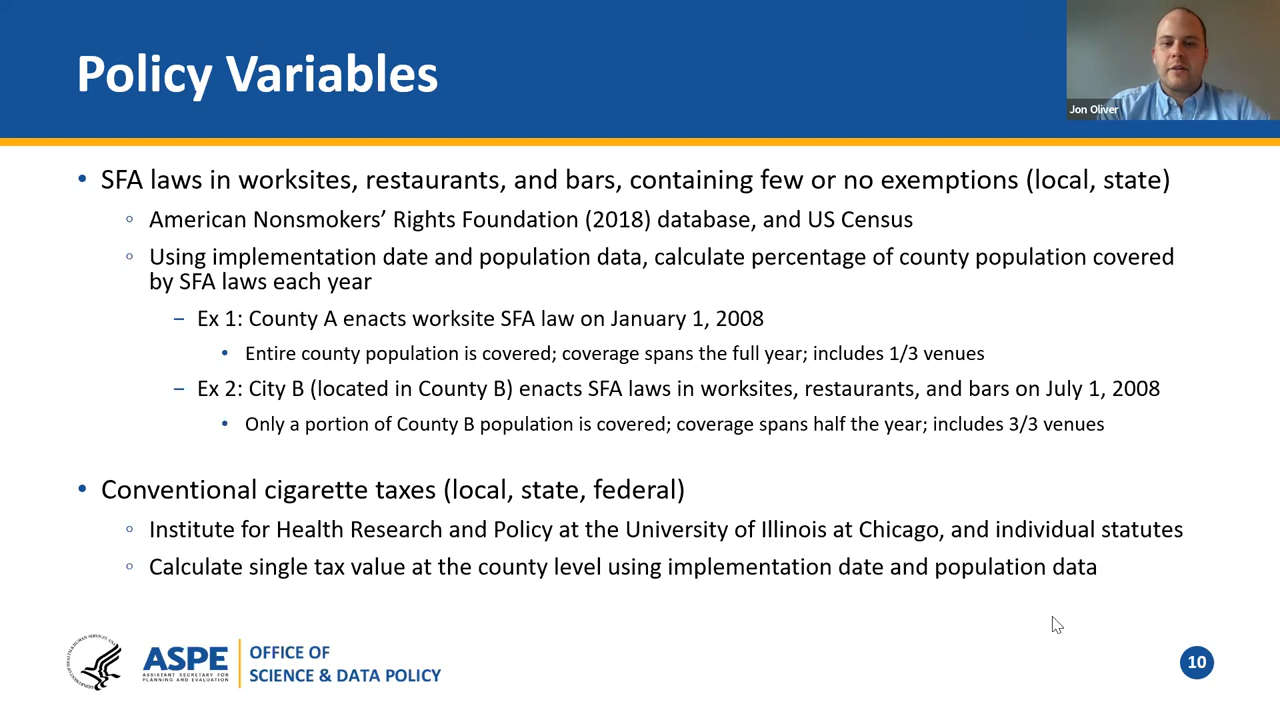 Policy Variables
Jon Oliver
• SFA laws in worksites, restaurants, and bars, containing few or no exemptions (local, state)
◦ American Nonsmokers’ Rights Foundation (2018) database, and US Census
◦ Using implementation date and population data, calculate percentage of county population covered
by SFA laws each year
– Ex 1: County A enacts worksite SFA law on January 1, 2008
• Entire county population is covered; coverage spans the full year; includes 1/3 venues
– Ex 2: City B (located in County B) enacts SFA laws in worksites, restaurants, and bars on July 1, 2008
• Only a portion of County B population is covered; coverage spans half the year; includes 3/3 venues
• Conventional cigarette taxes (local, state, federal)
◦ Institute for Health Research and Policy at the University of Illinois at Chicago, and individual statutes
◦ Calculate single tax value at the county level using implementation date and population data
ASPE
ASSISTANT SECRETARY FOR
PLANNING AND EVALUATION
OFFICE OF
SCIENCE & DATA POLICY
10